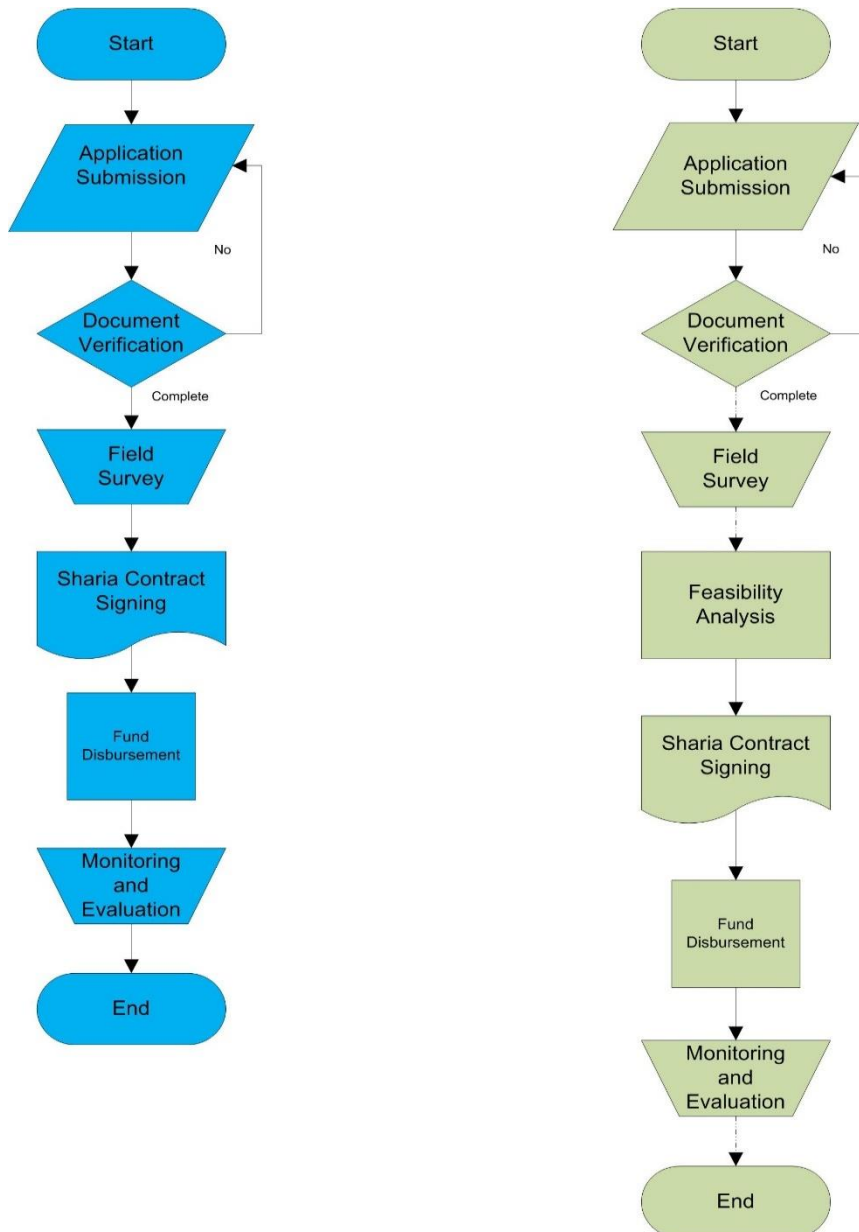 Start
Application
Submission
No
Document
Verification
Complete
Field
Survey
Sharia Contract
Signing
Fund
Disbursement
Monitoring
and
Evaluation
End
Start
Application
Submission
No
Document
Verification
Complete
Field
Survey
Feasibility
Analysis
Sharia Contract
Signing
Fund
Disbursement
Monitoring
and
Evaluation
End